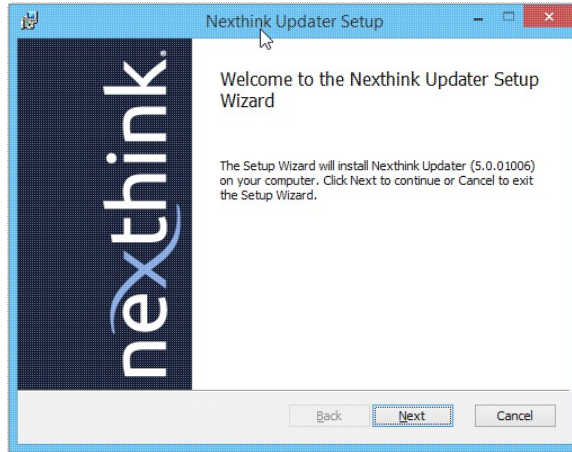 Nexthink Updater Setup
nexthink.
Welcome to the Nexthink Updater Setup
Wizard
The Setup Wizard will install Nexthink Updater (5.0.01006)
on your computer. Click Next to continue or Cancel to exit
the Setup Wizard.
Back Next Cancel